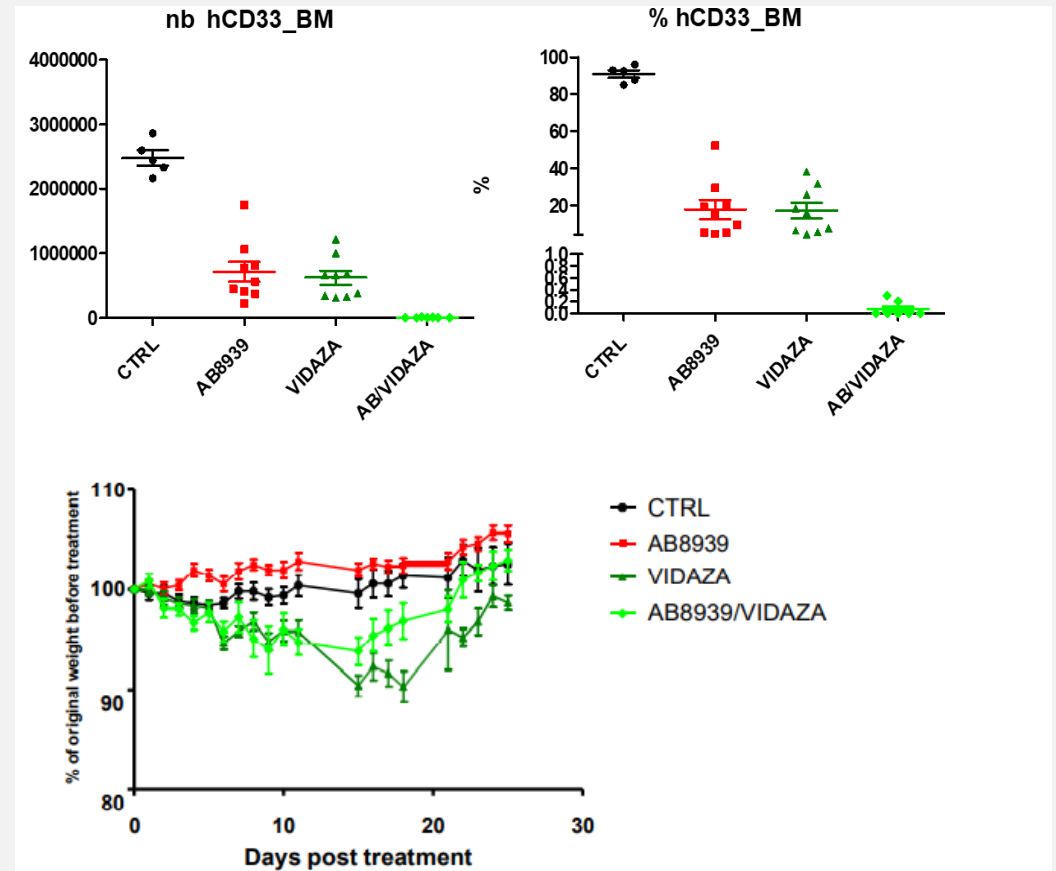 nb hCD33_BM
4000000
3000000
2000000
1000000
0
CTRL
AB8939
VIDAZA
AB/VIDAZA
% hCD33_BM
%
100
80
60
40
20
1.0
0.8
0.6
0.4
0.2
0.0
CTRL
AB8939
VIDAZA
AB/VIDAZA
% of original weight before treatment
110
100
90
80
0 10 20 30
Days post treatment
CTRL
AB8939
VIDAZA
AB8939/VIDAZA